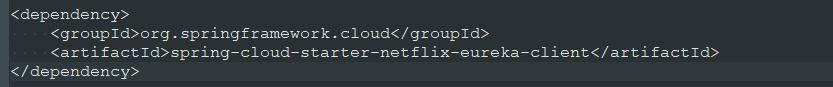 <dependency>
    <groupId>org.springframework.cloud</groupId>
    <artifactId>spring-cloud-starter-netflix-eureka-client</artifactId>
</dependency>